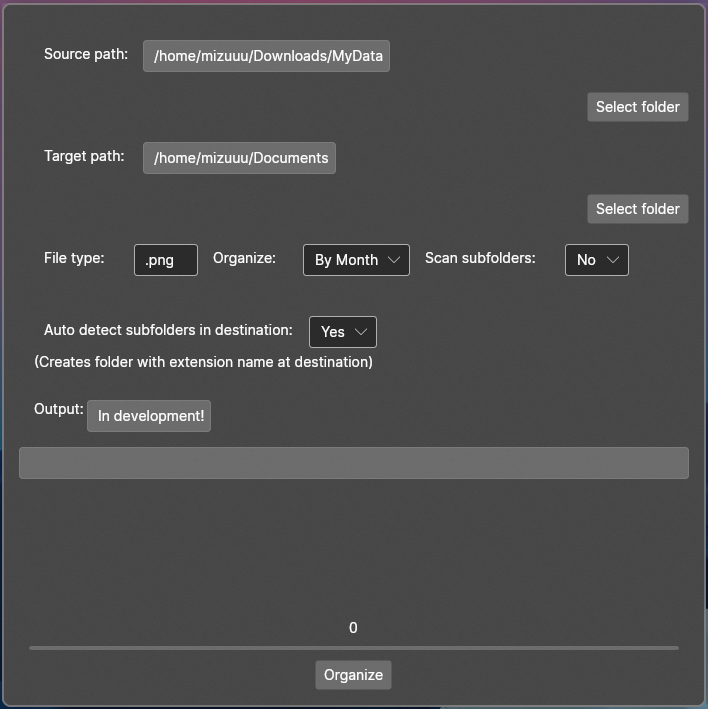 Source path: /home/mizuuu/Downloads/MyData
Select folder
Target path: /home/mizuuu/Documents
Select folder
File type: .png Organize: By Month Scan subfolders: No
Auto detect subfolders in destination: Yes
(Creates folder with extension name at destination)
Output: In development!
0
Organize